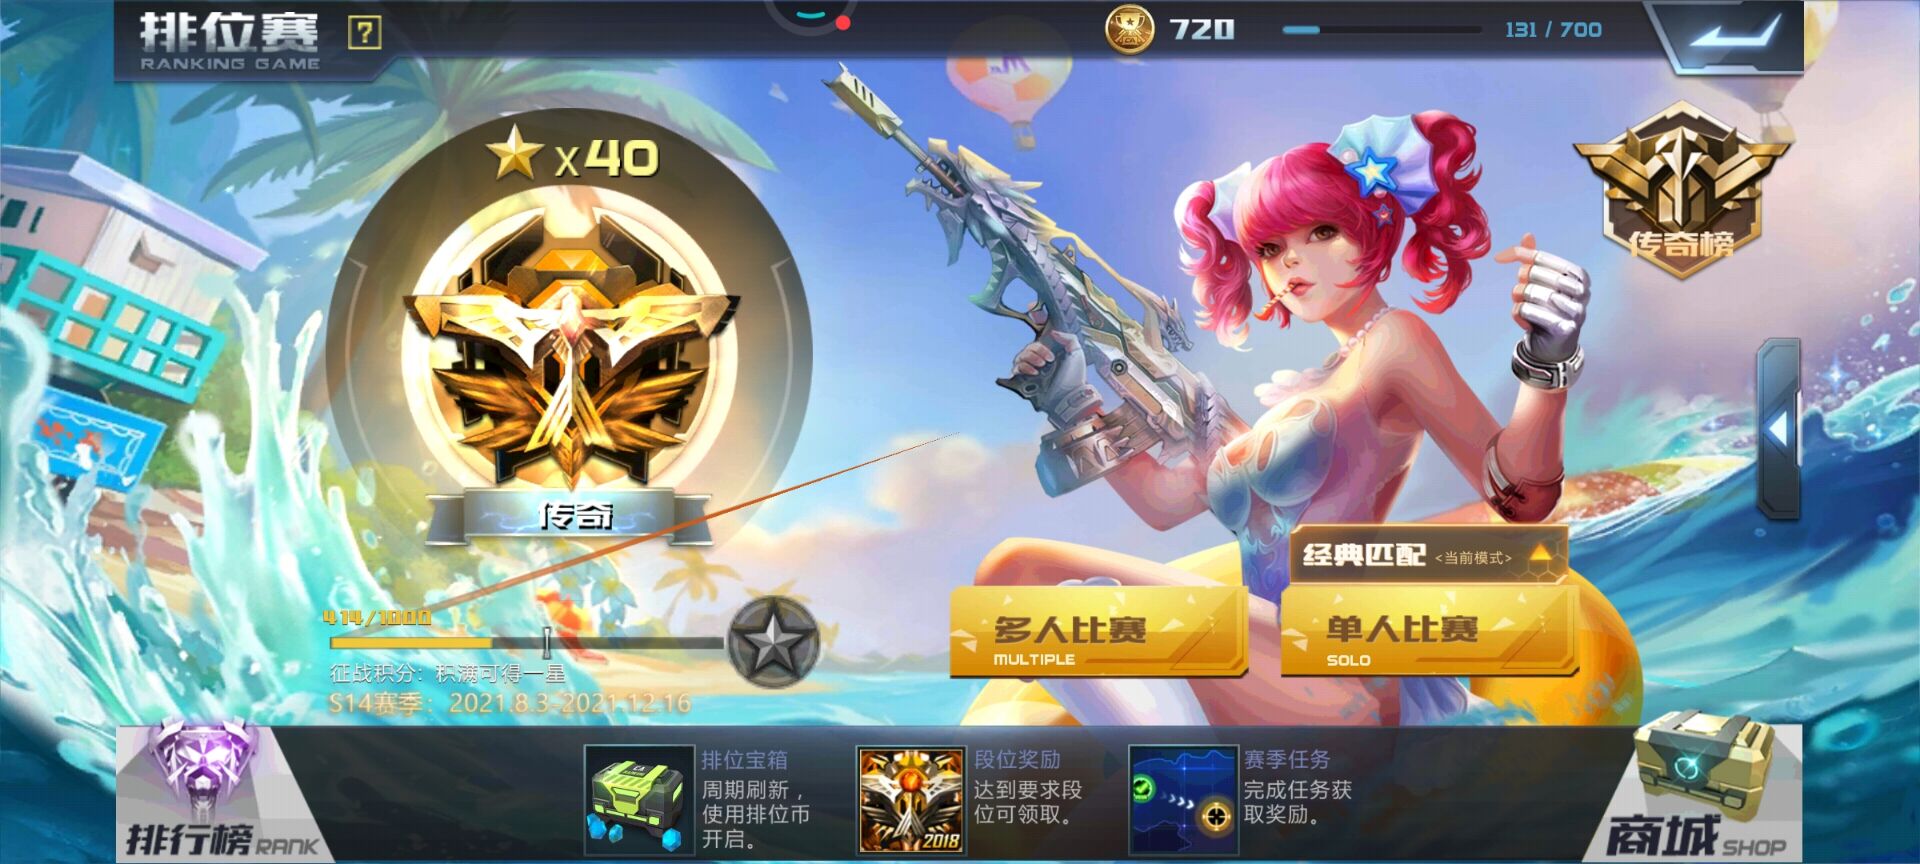 排位赛
RANKING GAME
?
720
131 / 700
x40
传奇榜
传奇
414/1000
征战积分：积满可得一星
S14赛季：2021.8.3-2021.12.16
经典匹配 <当前模式>
多人比赛
MULTIPLE
单人比赛
SOLO
排行榜 RANK
排位宝箱
周期刷新，
使用排位币
开启。
2018
段位奖励
达到要求段
位可领取。
赛季任务
完成任务获
取奖励。
商城 SHOP